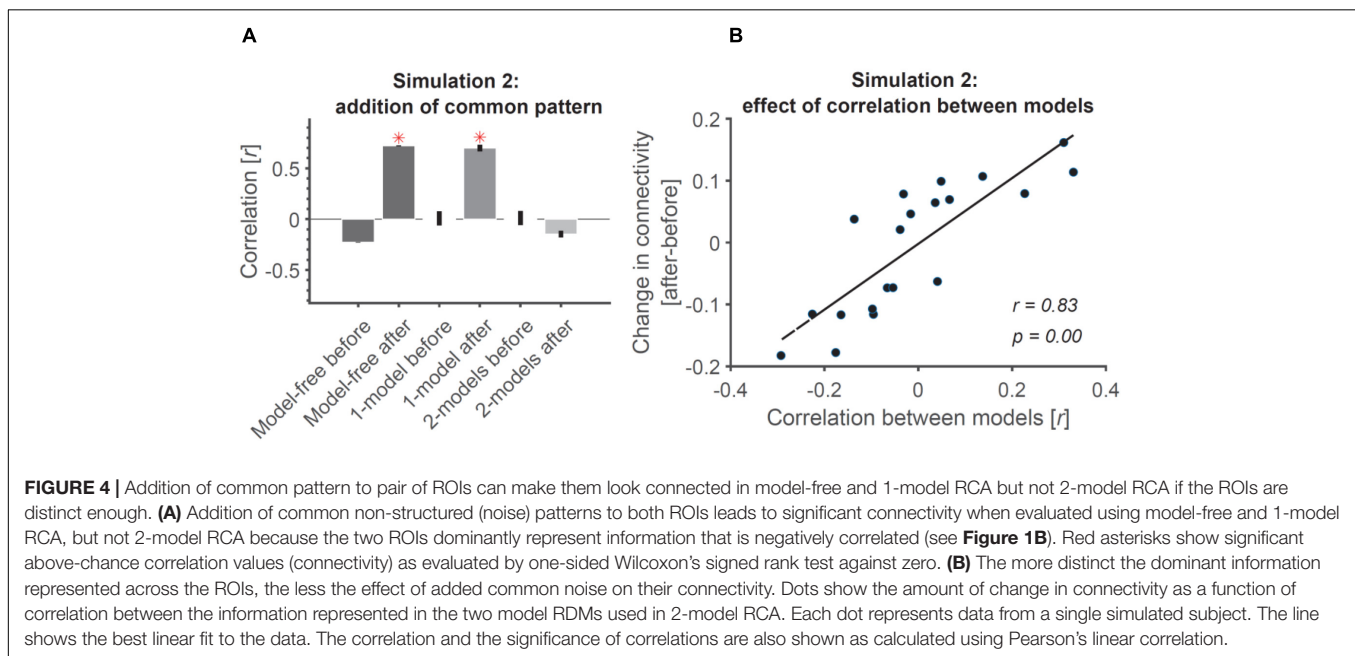 A
Simulation 2:
addition of common pattern
Correlation [r]
0.5
0
-0.5
Model-free before
Model-free after
1-model before
1-model after
2-models before
2-models after
B
Simulation 2:
effect of correlation between models
Change in connectivity
[after-before]
0.2
0.1
0
-0.1
-0.2
r = 0.83
p = 0.00
-0.4 -0.2 0 0.2 0.4
Correlation between models [r]
FIGURE 4 | Addition of common pattern to pair of ROIs can make them look connected in model-free and 1-model RCA but not 2-model RCA if the ROIs are
distinct enough. (A) Addition of common non-structured (noise) patterns to both ROIs leads to significant connectivity when evaluated using model-free and 1-model
RCA, but not 2-model RCA because the two ROIs dominantly represent information that is negatively correlated (see Figure 1B). Red asterisks show significant
above-chance correlation values (connectivity) as evaluated by one-sided Wilcoxon's signed rank test against zero. (B) The more distinct the dominant information
represented across the ROIs, the less the effect of added common noise on their connectivity. Dots show the amount of change in connectivity as a function of
correlation between the information represented in the two model RDMs used in 2-model RCA. Each dot represents data from a single simulated subject. The line
shows the best linear fit to the data. The correlation and the significance of correlations are also shown as calculated using Pearson's linear correlation.